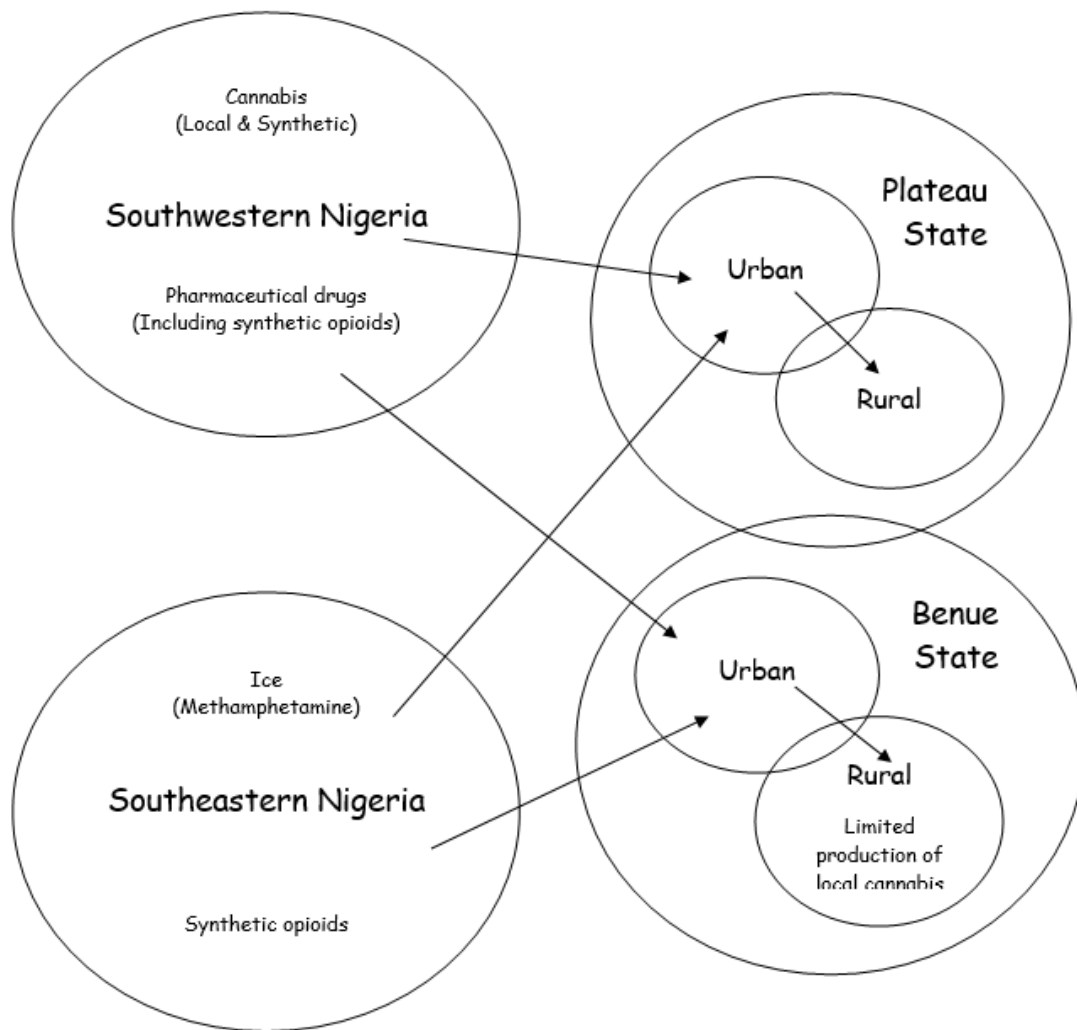 Cannabis
(Local & Synthetic)
Southwestern Nigeria
Pharmaceutical drugs
(Including synthetic opioids)
Plateau
State
Urban
Rural
Ice
(Methamphetamine)
Southeastern Nigeria
Synthetic opioids
Benue
State
Urban
Rural
Limited
production of
local cannabis